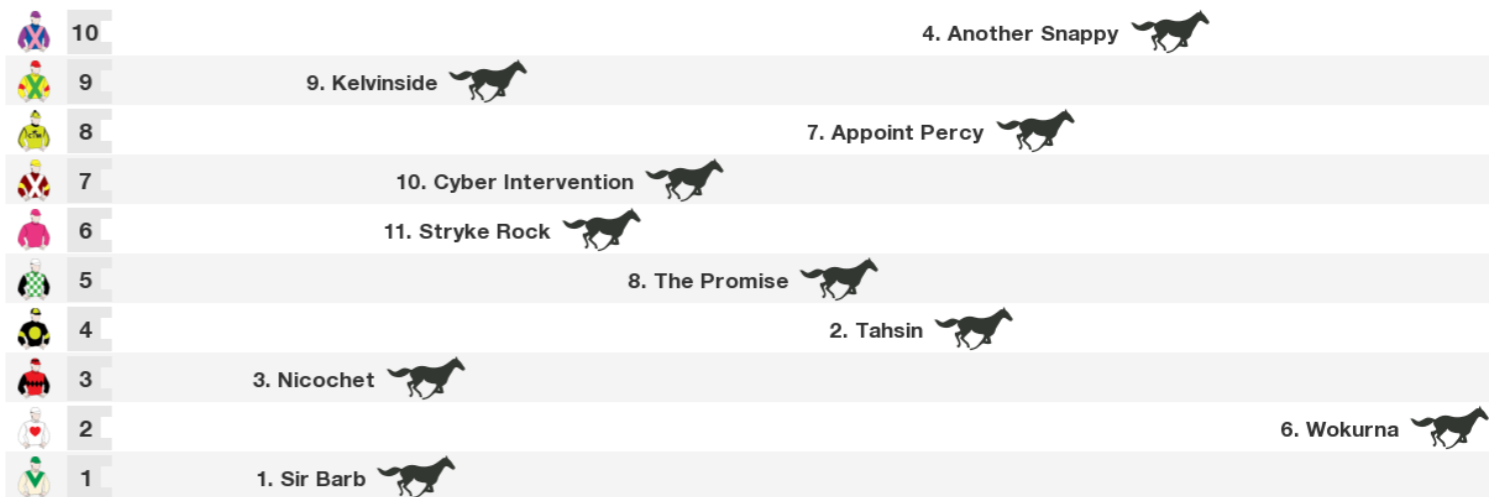 10 4. Another Snappy
9 9. Kelvinside
8 7. Appoint Percy
7 10. Cyber Intervention
6 11. Stryke Rock
5 8. The Promise
4 2. Tahsin
3 3. Nicochet
2 6. Wokurna
1 1. Sir Barb